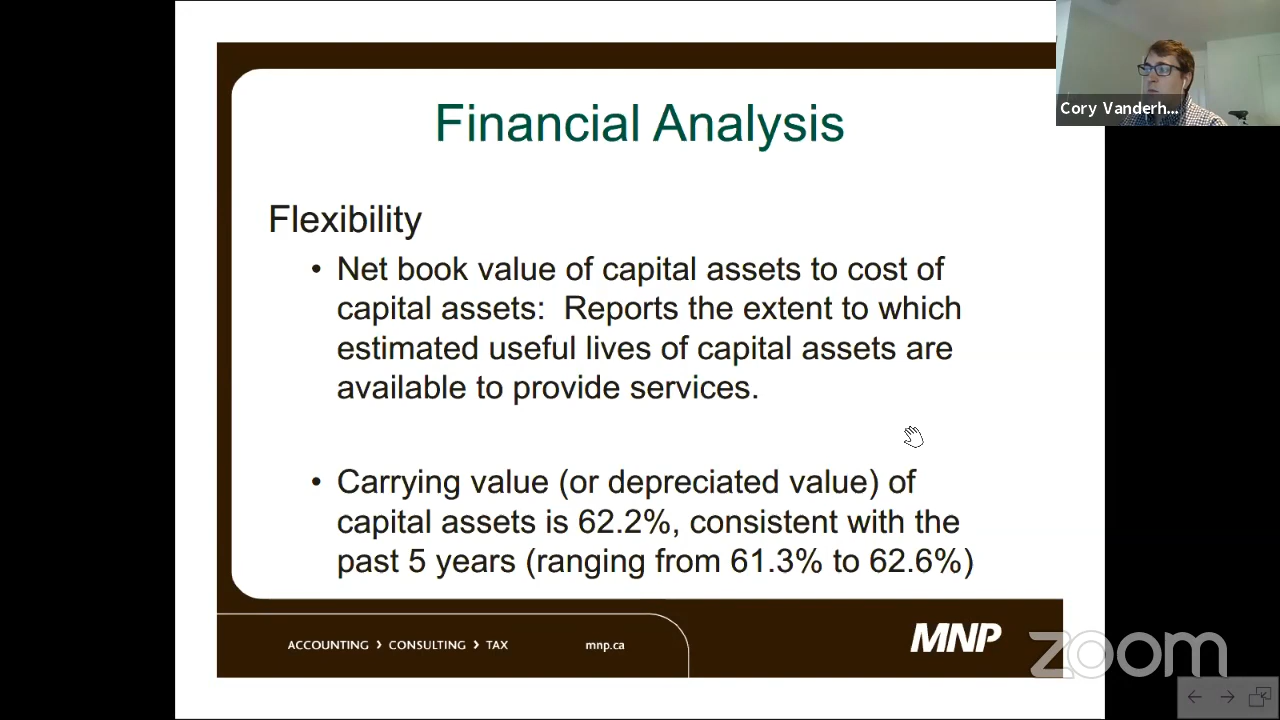 Cory Vanderh...
Financial Analysis
Flexibility
• Net book value of capital assets to cost of
capital assets:  Reports the extent to which
estimated useful lives of capital assets are
available to provide services.
• Carrying value (or depreciated value) of
capital assets is 62.2%, consistent with the
past 5 years (ranging from 61.3% to 62.6%)
ACCOUNTING › CONSULTING › TAX
mnp.ca
MNP
zoom